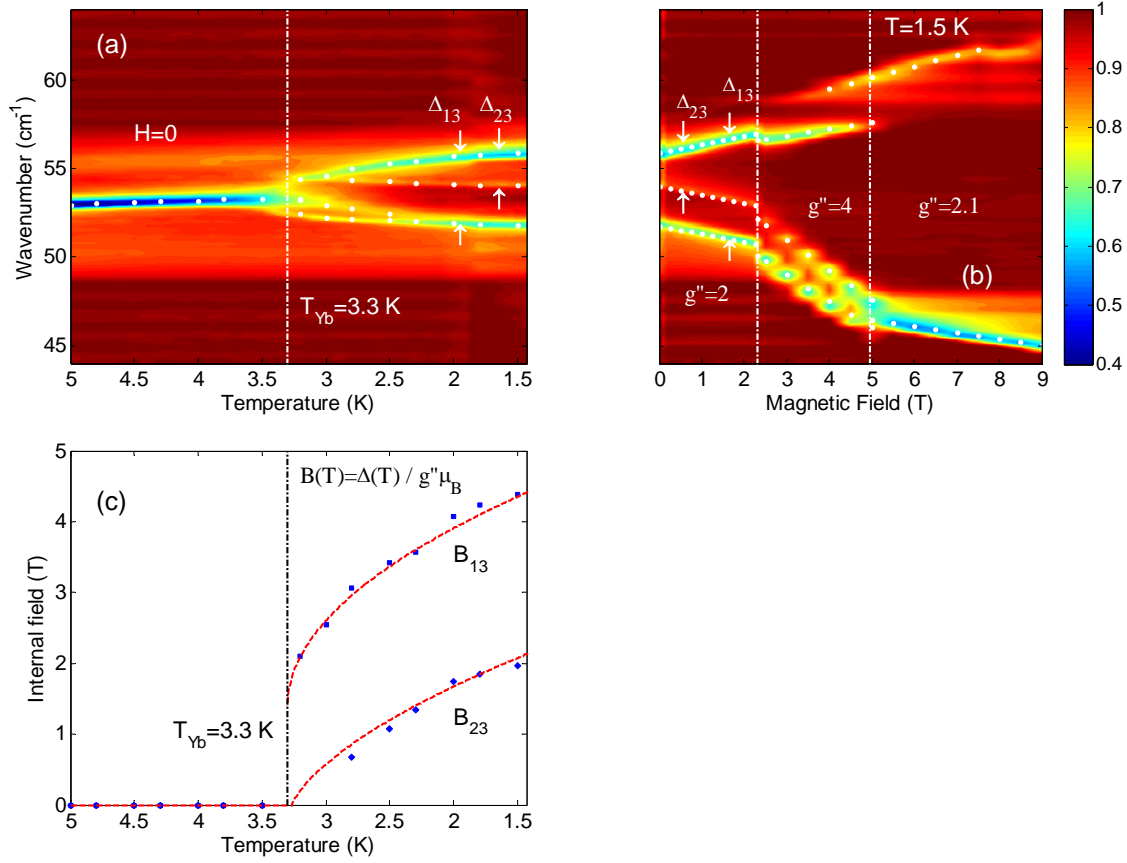 (a)
H=0
Δ13 Δ23
T_Yb=3.3 K
Wavenumber (cm-1)
60
55
50
45
5 4.5 4 3.5 3 2.5 2 1.5
Temperature (K)
T=1.5 K
Δ23 Δ13
g"=4 g"=2.1
g"=2
(b)
0 1 2 3 4 5 6 7 8 9
Magnetic Field (T)
1
0.9
0.8
0.7
0.6
0.5
0.4
(c)
B(T)=Δ(T) / g"μB
B13
B23
T_Yb=3.3 K
Internal field (T)
5
4
3
2
1
0
5 4.5 4 3.5 3 2.5 2 1.5
Temperature (K)